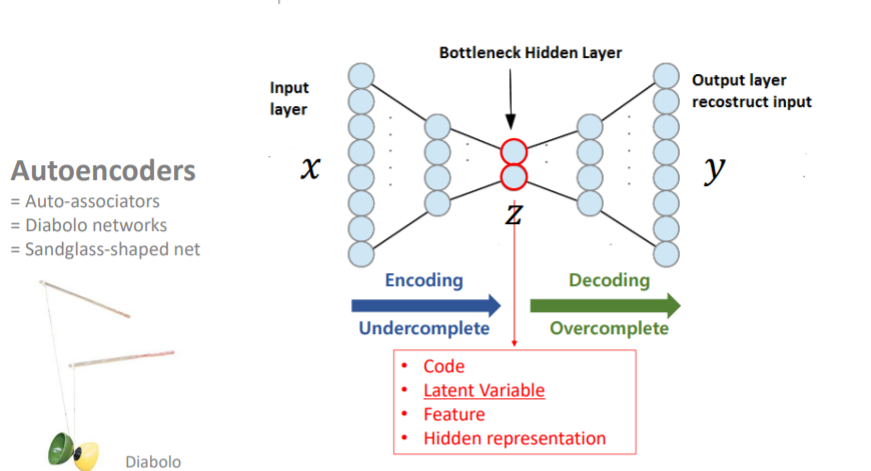 Bottleneck Hidden Layer
Input
layer
Output layer
recostruct input
x
y
Autoencoders
= Auto-associators
= Diabolo networks
= Sandglass-shaped net
z
Encoding
Decoding
Undercomplete
Overcomplete
• Code
• Latent Variable
• Feature
• Hidden representation
Diabolo